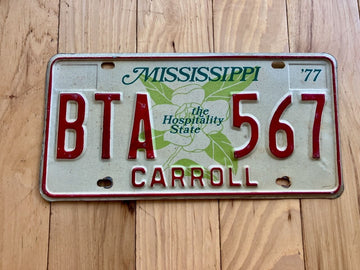 MISSISSIPPI '77
the
Hospitality
State
BTA 567
CARROLL